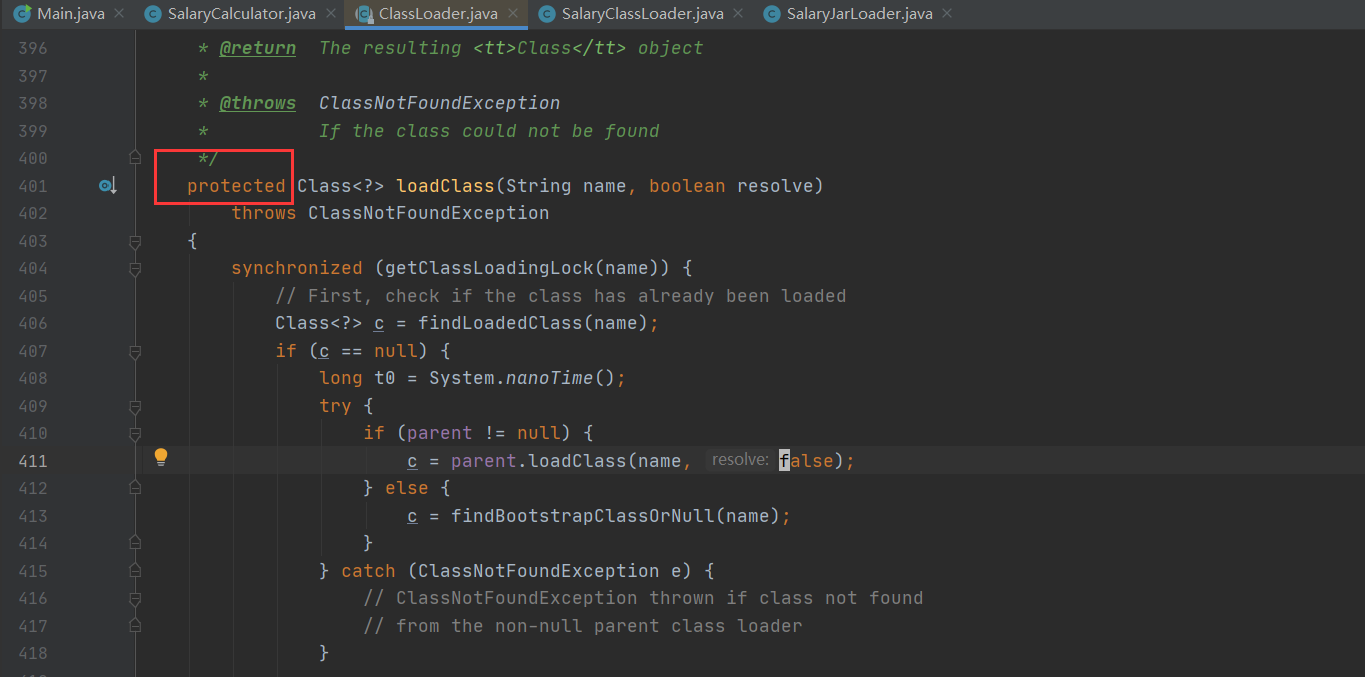 Main.java SalaryCalculator.java ClassLoader.java SalaryClassLoader.java SalaryJarLoader.java
396 * @return The resulting <tt>Class</tt> object
397 *
398 * @throws ClassNotFoundException
399 * If the class could not be found
400 */
401 protected Class<?> loadClass(String name, boolean resolve)
402 throws ClassNotFoundException
403 {
404 synchronized (getClassLoadingLock(name)) {
405 // First, check if the class has already been loaded
406 Class<?> c = findLoadedClass(name);
407 if (c == null) {
408 long t0 = System.nanoTime();
409 try {
410 if (parent != null) {
411 c = parent.loadClass(name, resolve: false);
412 } else {
413 c = findBootstrapClassOrNull(name);
414 }
415 } catch (ClassNotFoundException e) {
416 // ClassNotFoundException thrown if class not found
417 // from the non-null parent class loader
418 }